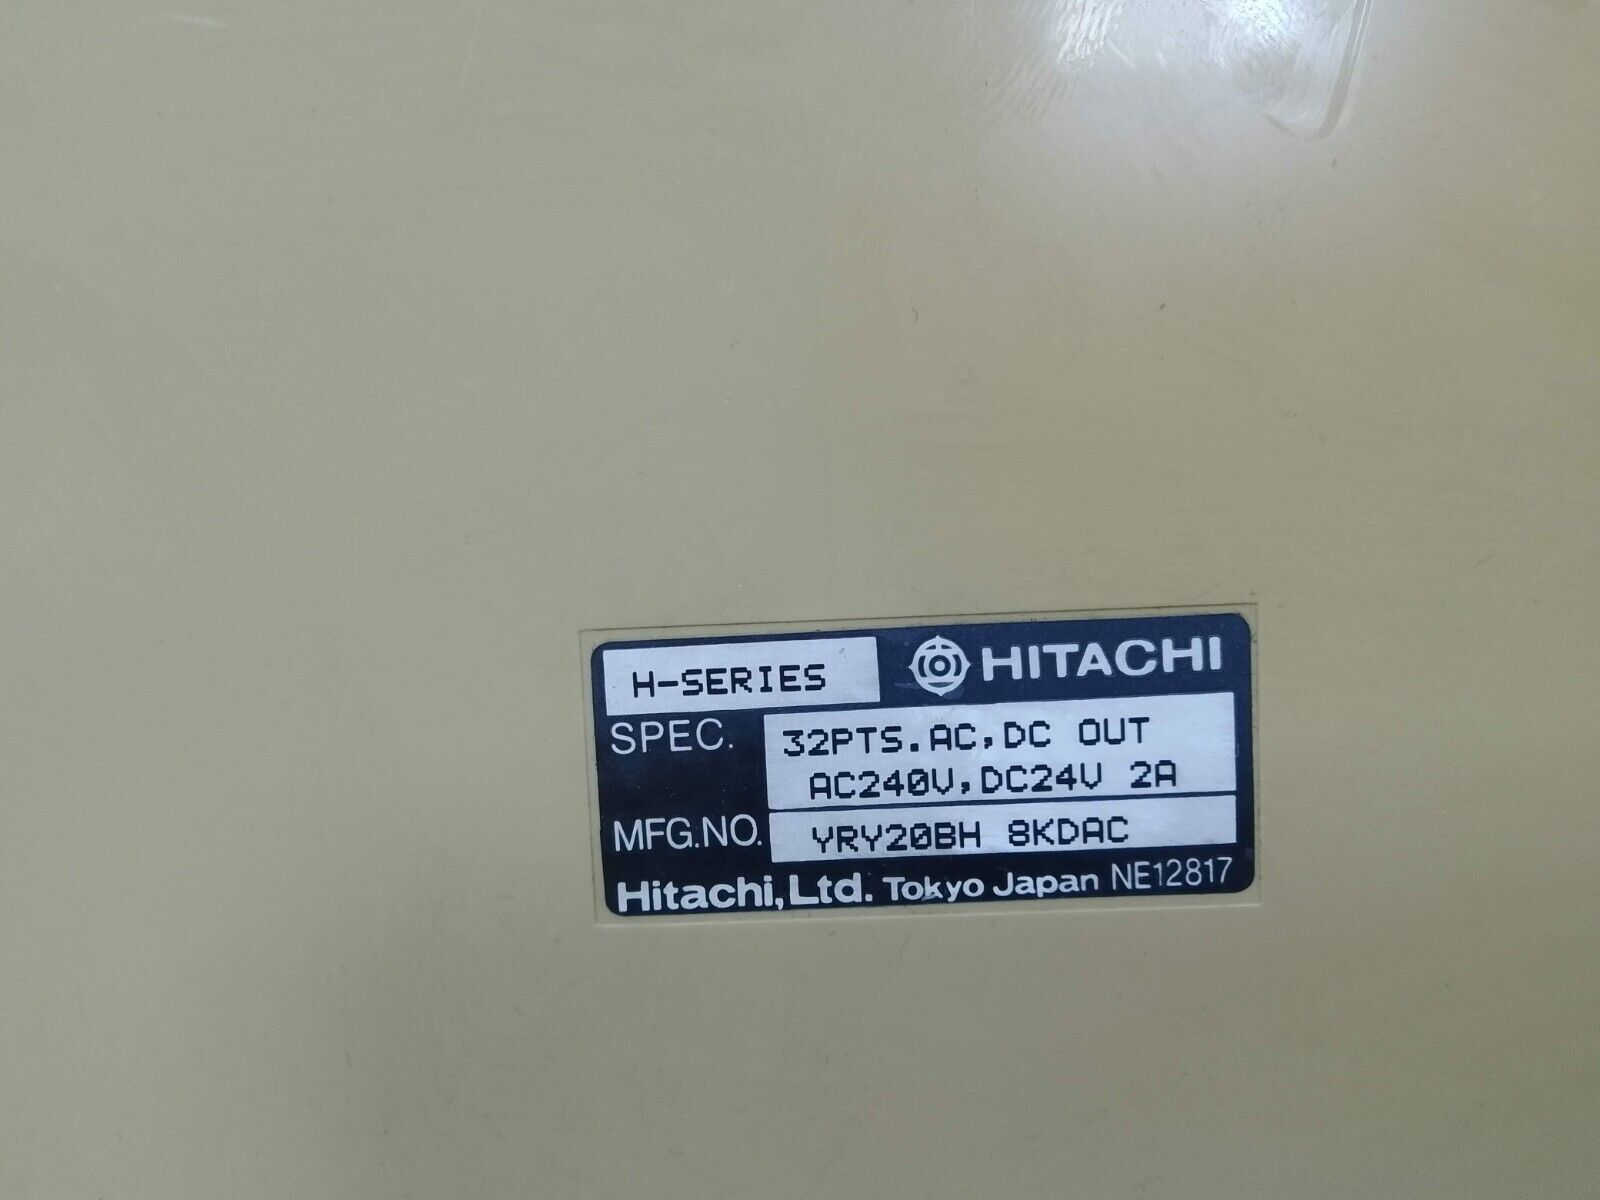 H-SERIES HITACHI
SPEC. 32PTS.AC,DC OUT
AC240V,DC24V 2A
MFG.NO. YRY20BH 8KDAC
Hitachi,Ltd. Tokyo Japan NE12817